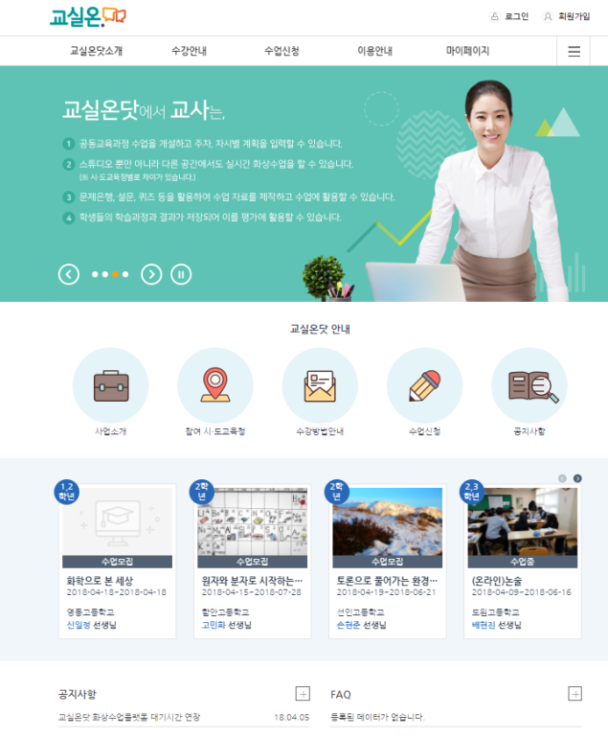 교실온.
로그인
회원가입
교실온닷소개
수강안내
수업신청
이용안내
마이페이지
교실온닷에서 교사는,
1 공동교육과정 수업을 개설하고 주차, 차시별 계획을 입력할 수 있습니다.
2 스튜디오 뿐만 아니라 다른 공간에서도 실시간 화상수업을 할 수 있습니다.
(※ 시·도교육청별로 차이가 있습니다.)
3 문제은행, 설문, 퀴즈 등을 활용하여 수업 자료를 제작하고 수업에 활용할 수 있습니다.
4 학생들의 학습과정과 결과가 저장되어 이를 평가에 활용할 수 있습니다.
교실온닷 안내
사업소개
참여 시·도교육청
수강방법안내
수업신청
공지사항
1,2
학년
수업모집
화학으로 본 세상
2018-04-18~2018-04-18
영동고등학교
신일정 선생님
2학
년
수업모집
원자와 분자로 시작하는…
2018-04-15~2018-07-28
함안고등학교
고민화 선생님
2학
년
수업모집
토론으로 풀어가는 환경…
2018-04-19~2018-06-21
선인고등학교
손현준 선생님
2,3
학년
수업중
(온라인)논술
2018-04-09~2018-06-16
도원고등학교
배현진 선생님
공지사항
교실온닷 화상수업플랫폼 대기시간 연장
18.04.05
FAQ
등록된 데이터가 없습니다.